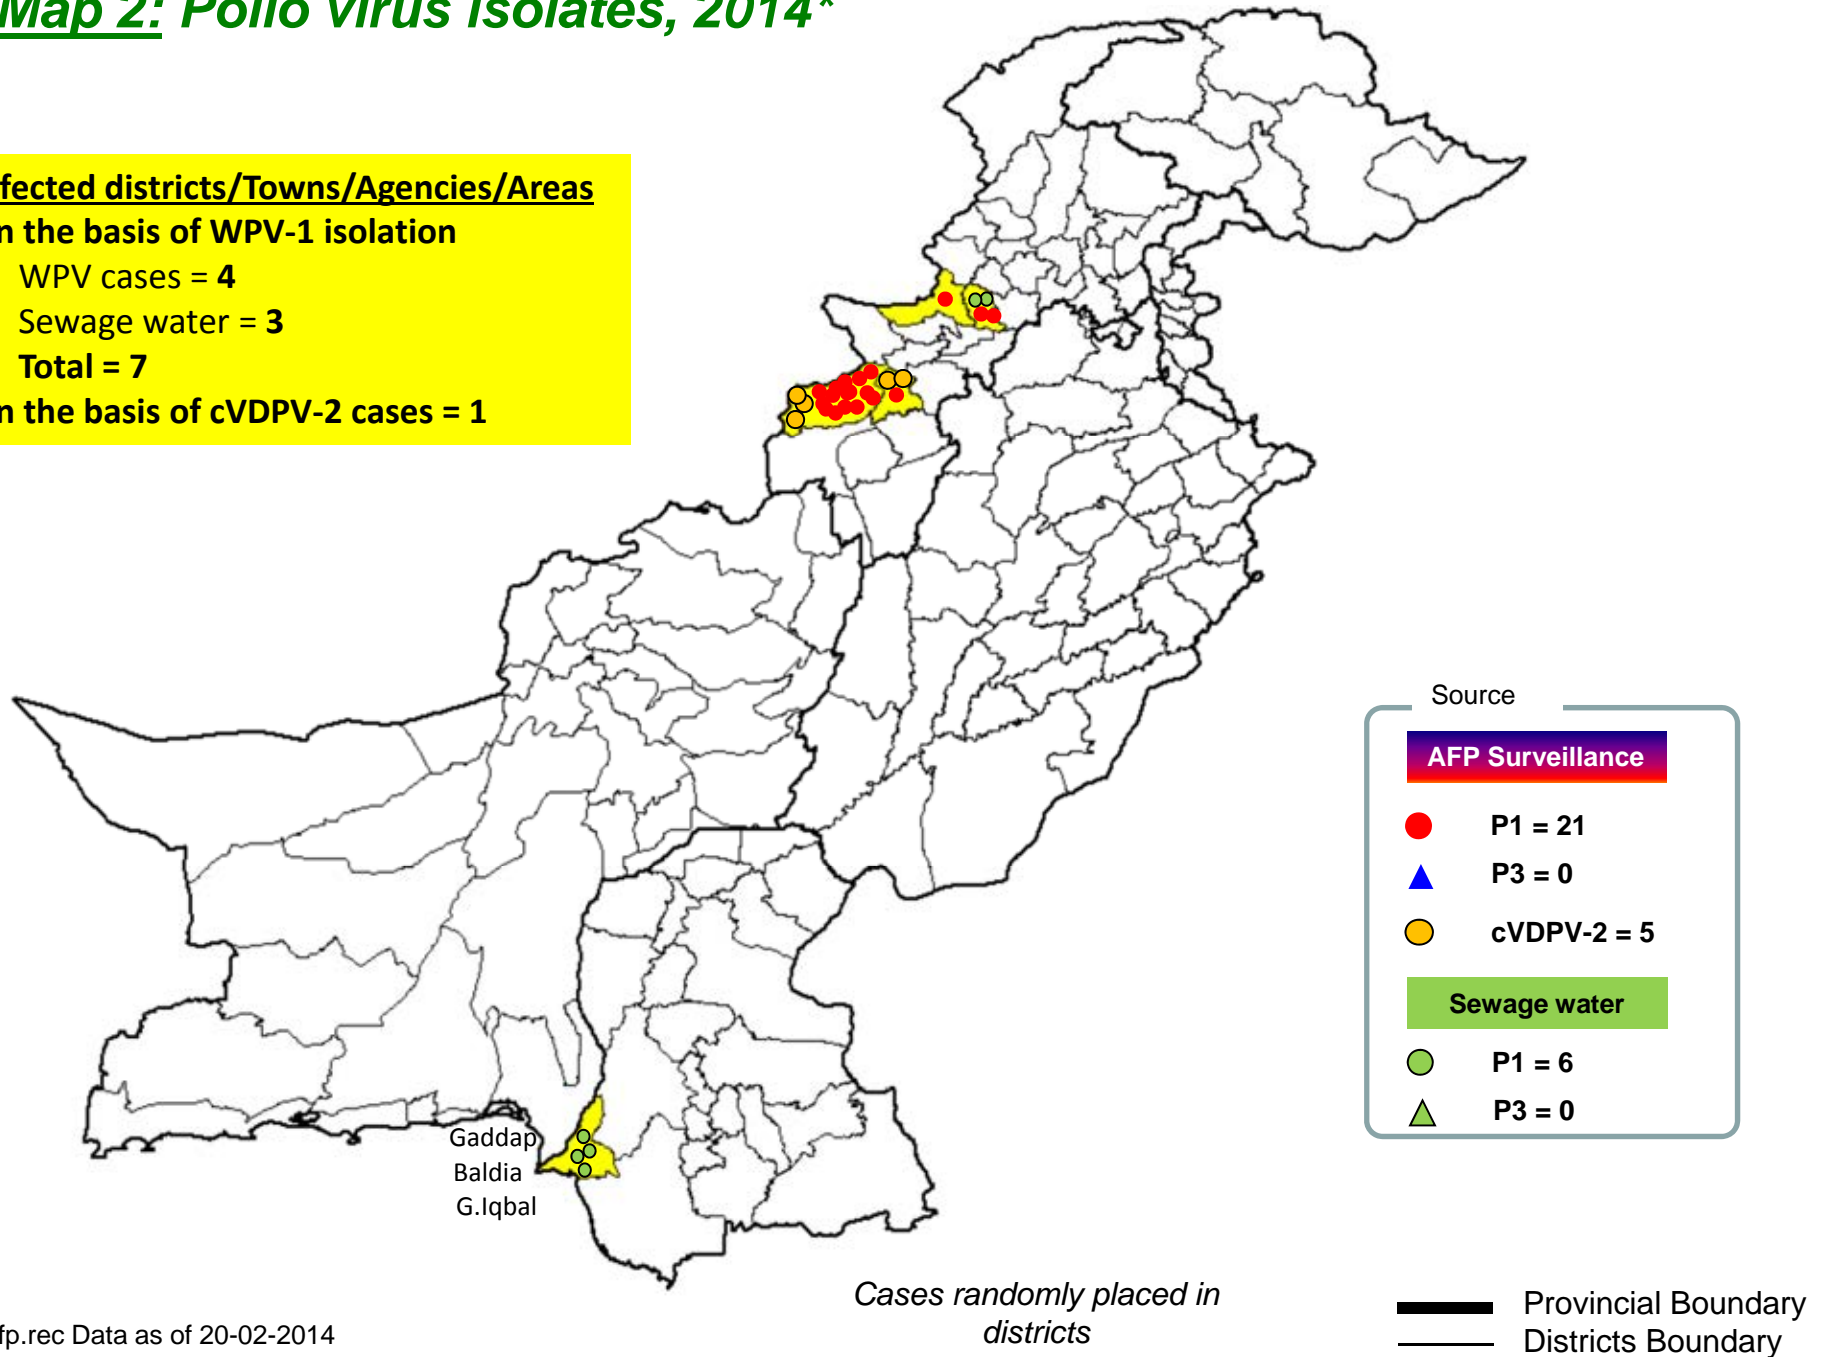 Map 2: Polio virus isolates, 2014*
fected districts/Towns/Agencies/Areas
n the basis of WPV-1 isolation
WPV cases = 4
Sewage water = 3
Total = 7
n the basis of cVDPV-2 cases = 1
Source
AFP Surveillance
P1 = 21
P3 = 0
cVDPV-2 = 5
Sewage water
P1 = 6
P3 = 0
Gaddap
Baldia
G.Iqbal
Cases randomly placed in
districts
Provincial Boundary
Districts Boundary
fp.rec Data as of 20-02-2014